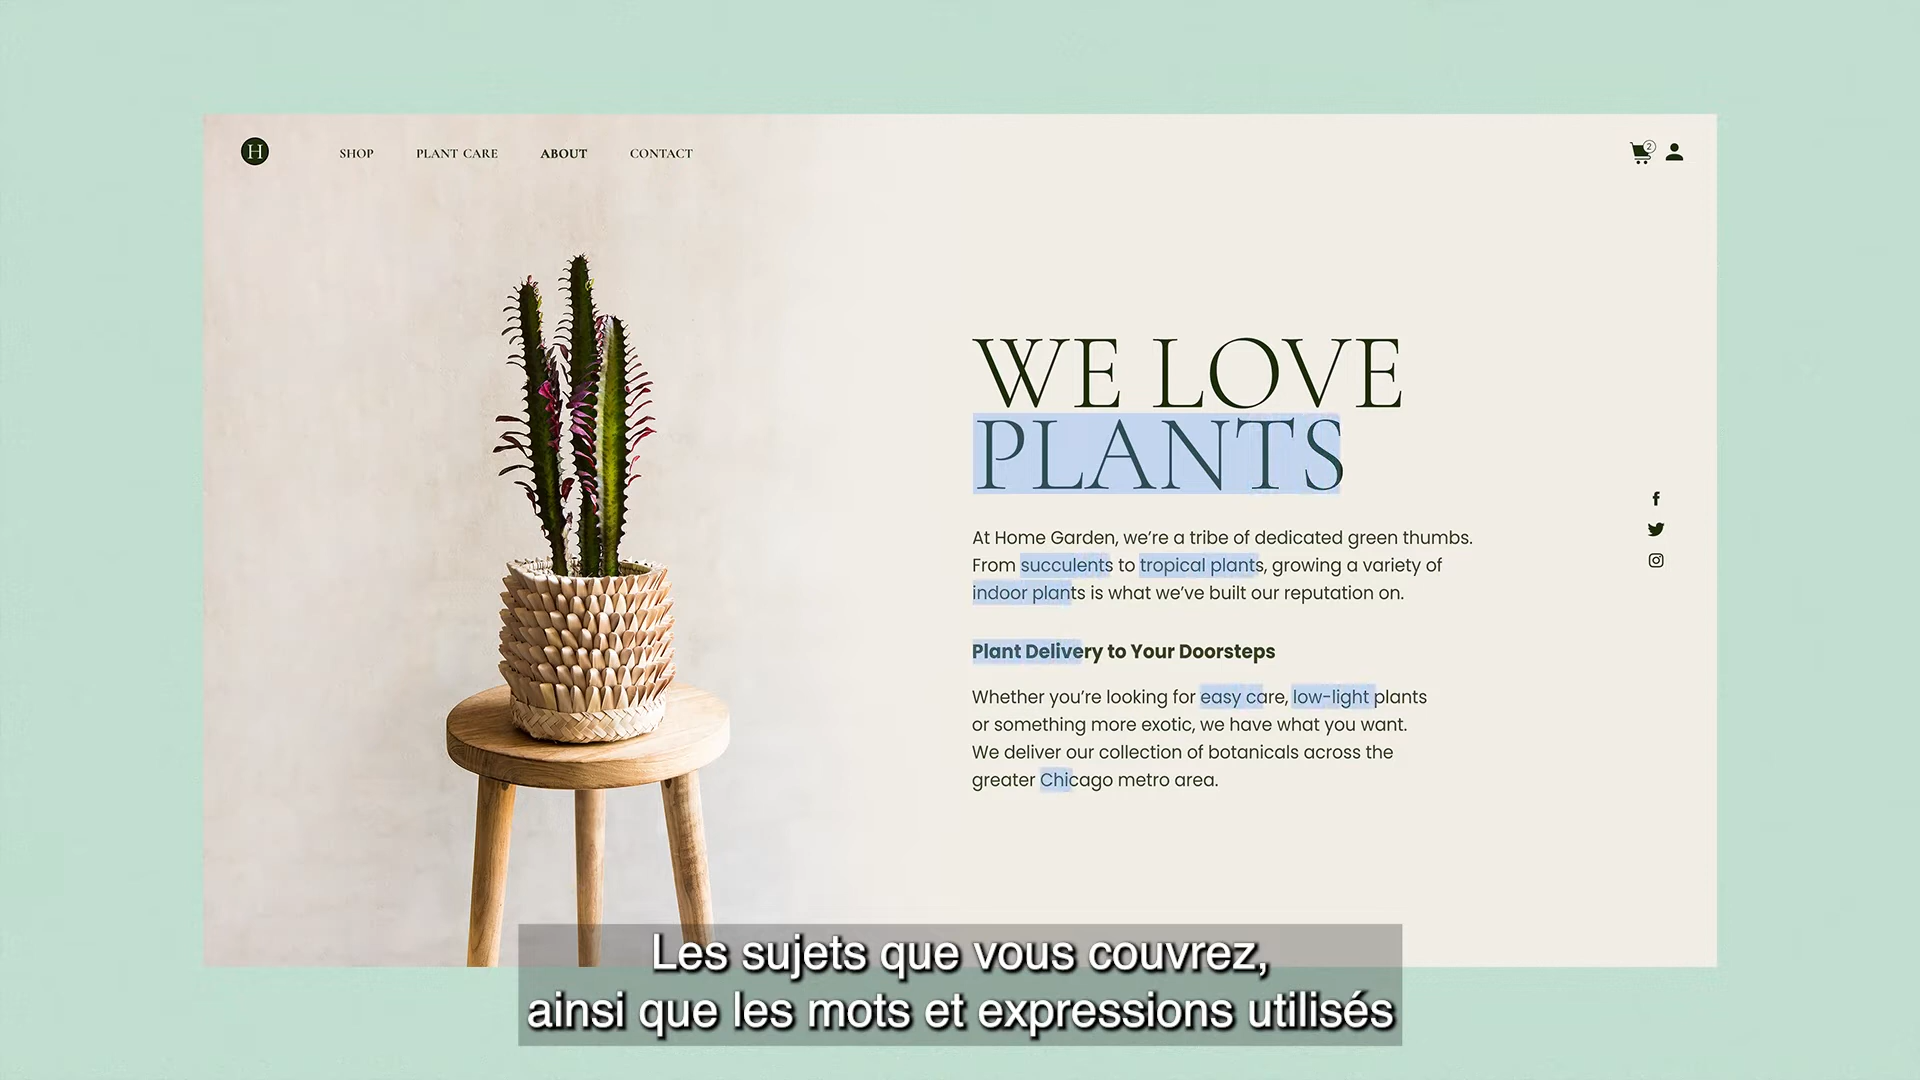 H
SHOP
PLANT CARE
ABOUT
CONTACT
2
WE LOVE
PLANTS
At Home Garden, we’re a tribe of dedicated green thumbs.
From succulents to tropical plants, growing a variety of
indoor plants is what we’ve built our reputation on.
Plant Delivery to Your Doorsteps
Whether you’re looking for easy care, low-light plants
or something more exotic, we have what you want.
We deliver our collection of botanicals across the
greater Chicago metro area.
Les sujets que vous couvrez,
ainsi que les mots et expressions utilisés